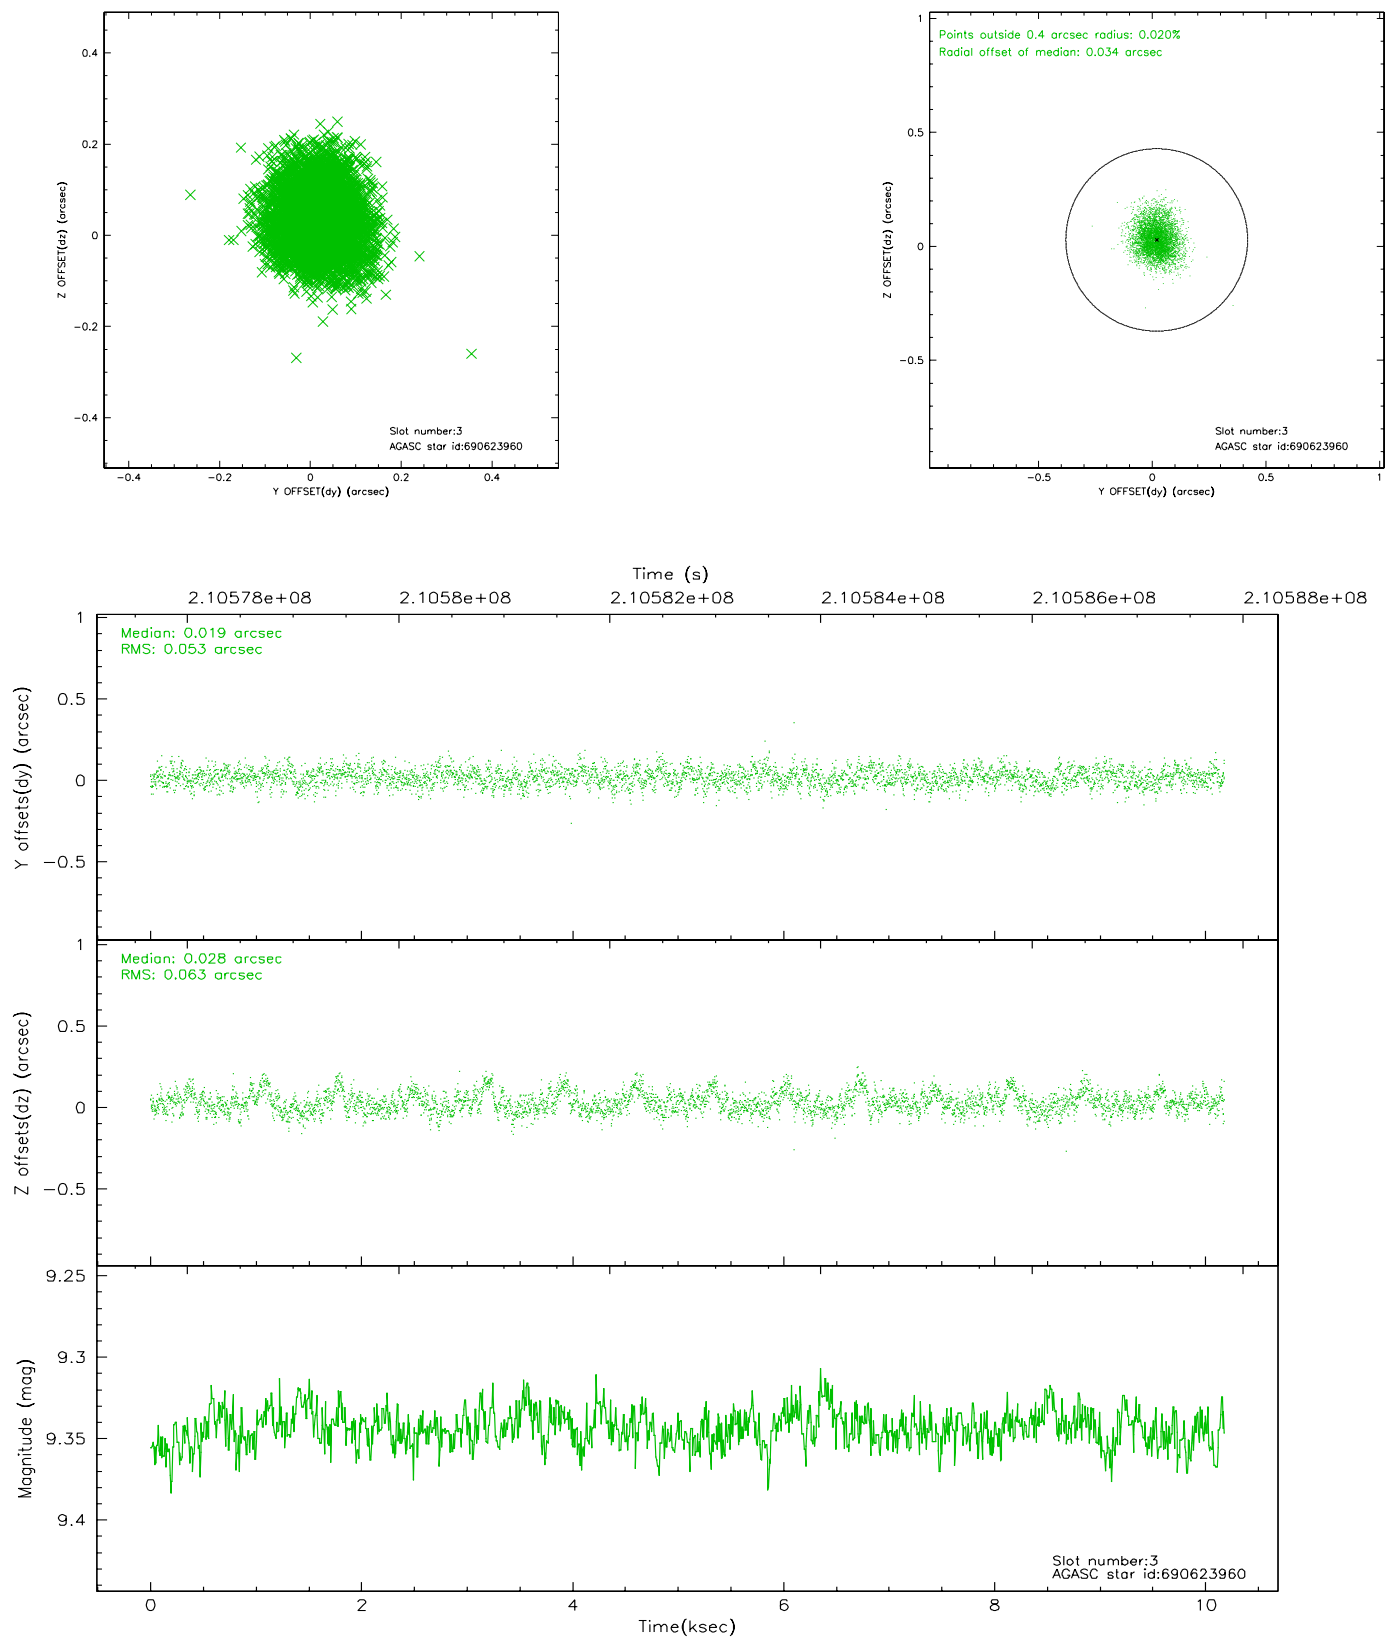 0.4
0.2
0
−0.2
−0.4
Z OFFSET(dz) (arcsec)
Slot number:3
AGASC star id:690623960
−0.4 −0.2 0 0.2 0.4
Y OFFSET(dy) (arcsec)
Points outside 0.4 arcsec radius: 0.020%
Radial offset of median: 0.034 arcsec
1
0.5
0
−0.5
Z OFFSET(dz) (arcsec)
Slot number:3
AGASC star id:690623960
−0.5 0 0.5 1
Y OFFSET(dy) (arcsec)
Time (s)
2.10578e+08 2.1058e+08 2.10582e+08 2.10584e+08 2.10586e+08 2.10588e+08
Median: 0.019 arcsec
RMS: 0.053 arcsec
1
0.5
0
−0.5
Y offsets(dy) (arcsec)
Median: 0.028 arcsec
RMS: 0.063 arcsec
1
0.5
0
−0.5
Z offsets(dz) (arcsec)
9.25
9.3
9.35
9.4
Magnitude (mag)
Slot number:3
AGASC star id:690623960
0 2 4 6 8 10
Time(ksec)